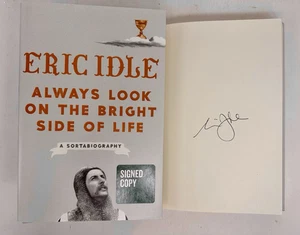 ERIC IDLE
ALWAYS LOOK
ON THE BRIGHT
SIDE OF LIFE
A SORTABIOGRAPHY
SIGNED
COPY